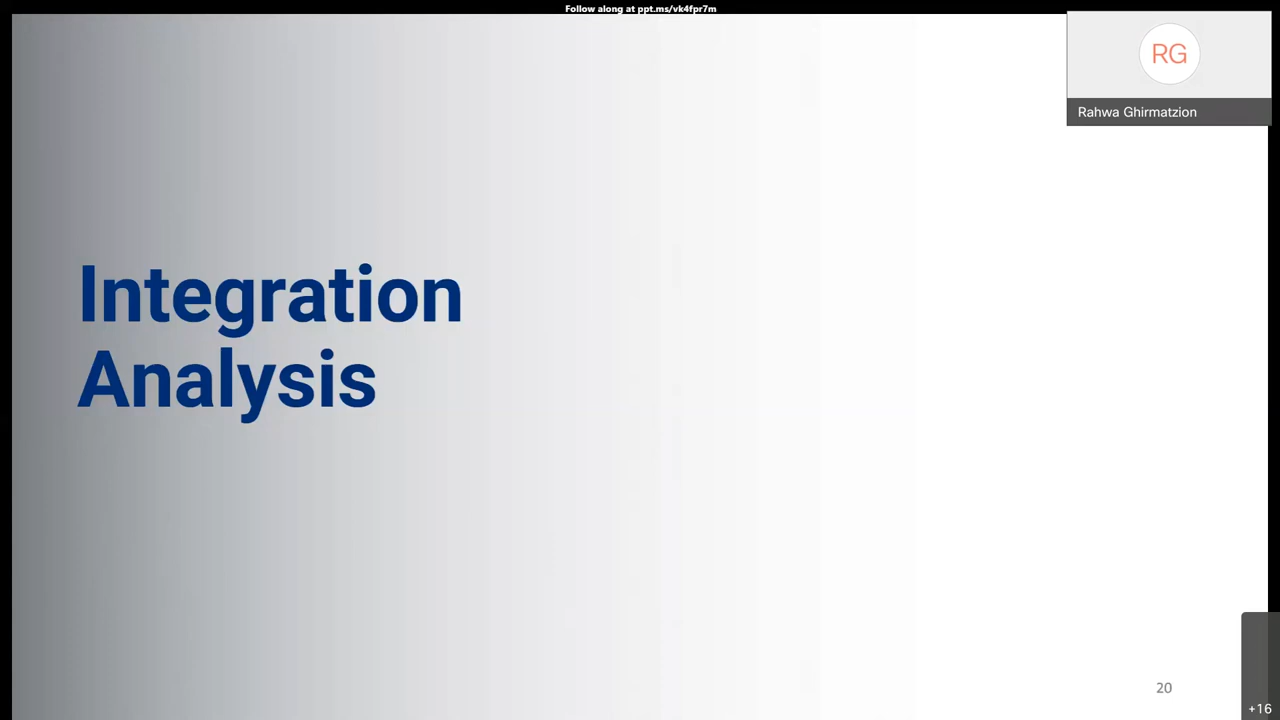 Follow along at ppt.ms/vk4fpr7m
RG
Rahwa Ghirmatzion
Integration
Analysis
20
+16